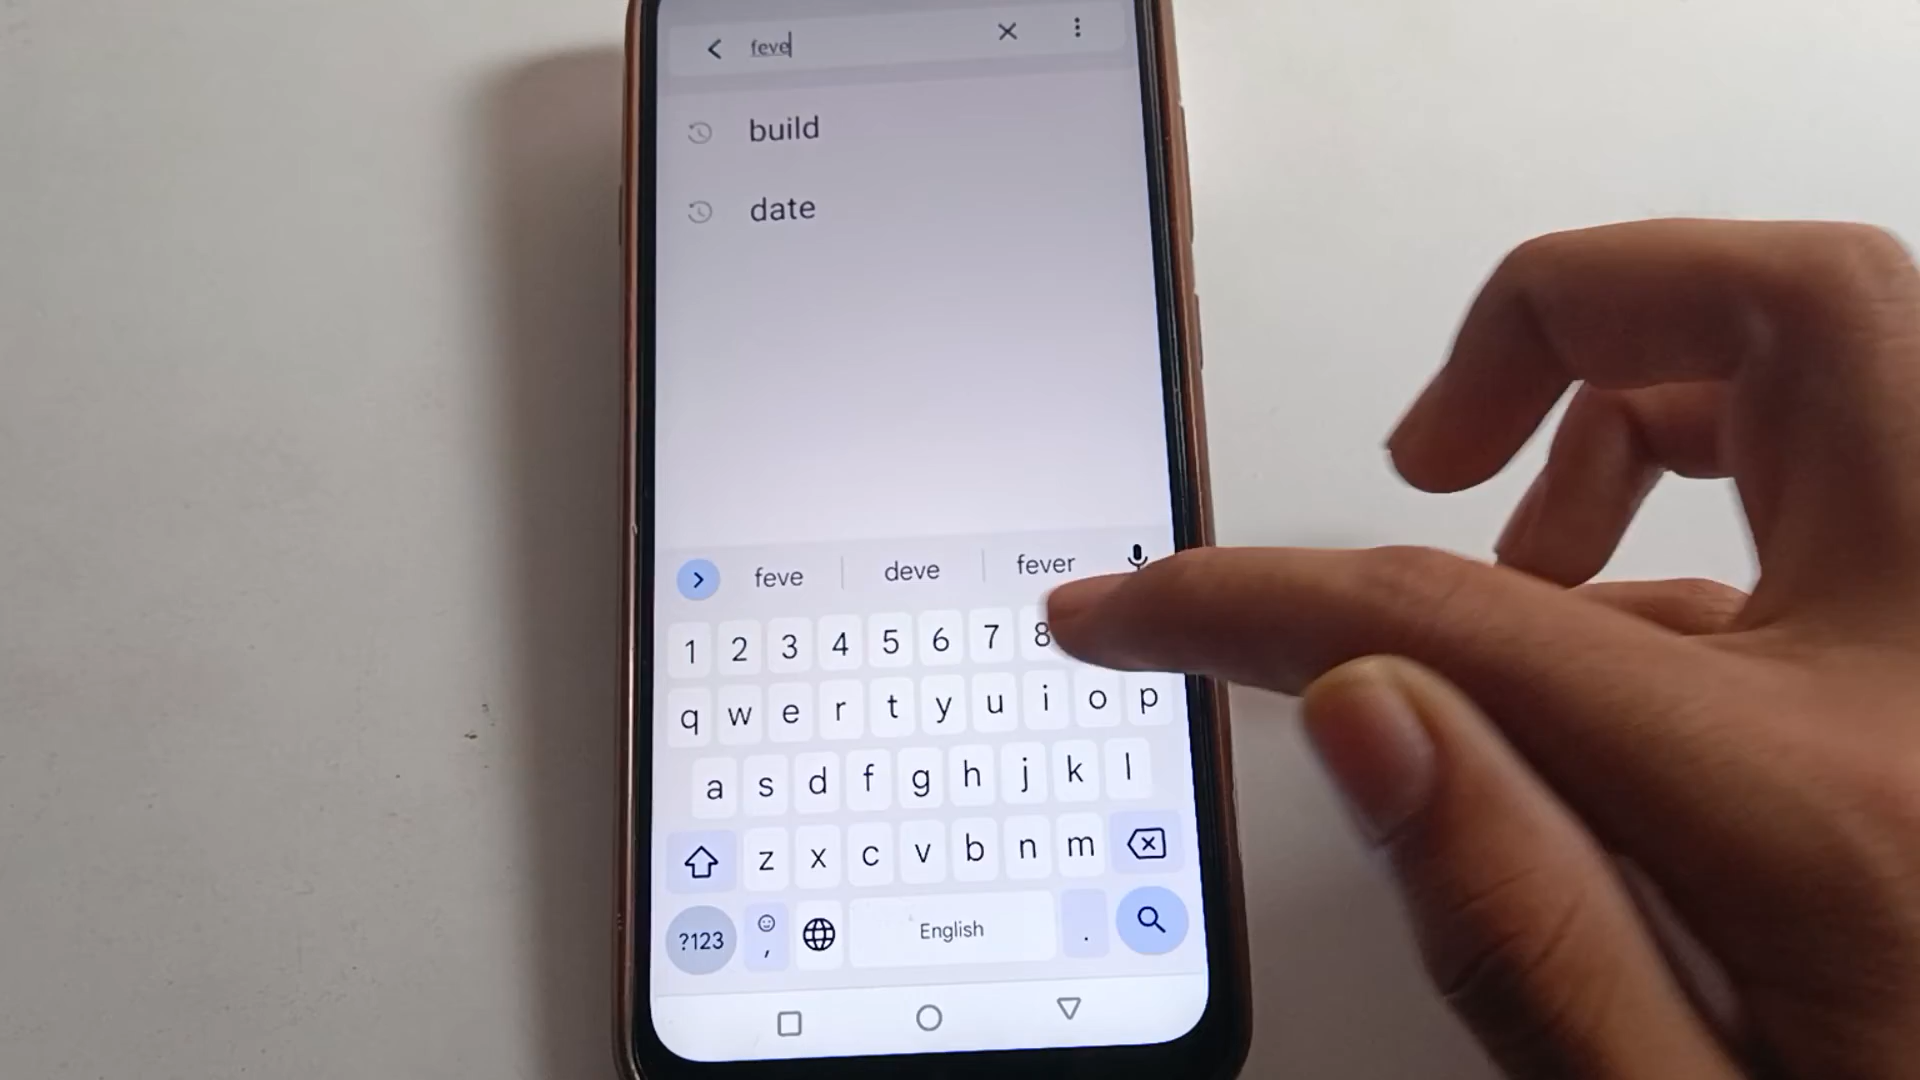 feve
build
date
feve deve fever
1 2 3 4 5 6 7 8
q w e r t y u i o p
a s d f g h j k l
z x c v b n m
?123 , English .